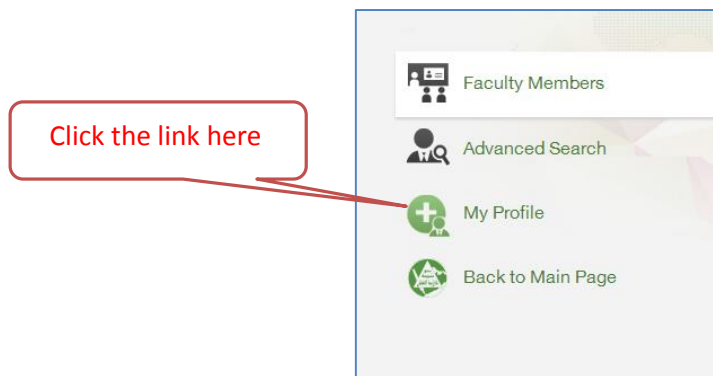 Faculty Members
Click the link here
Advanced Search
My Profile
Back to Main Page